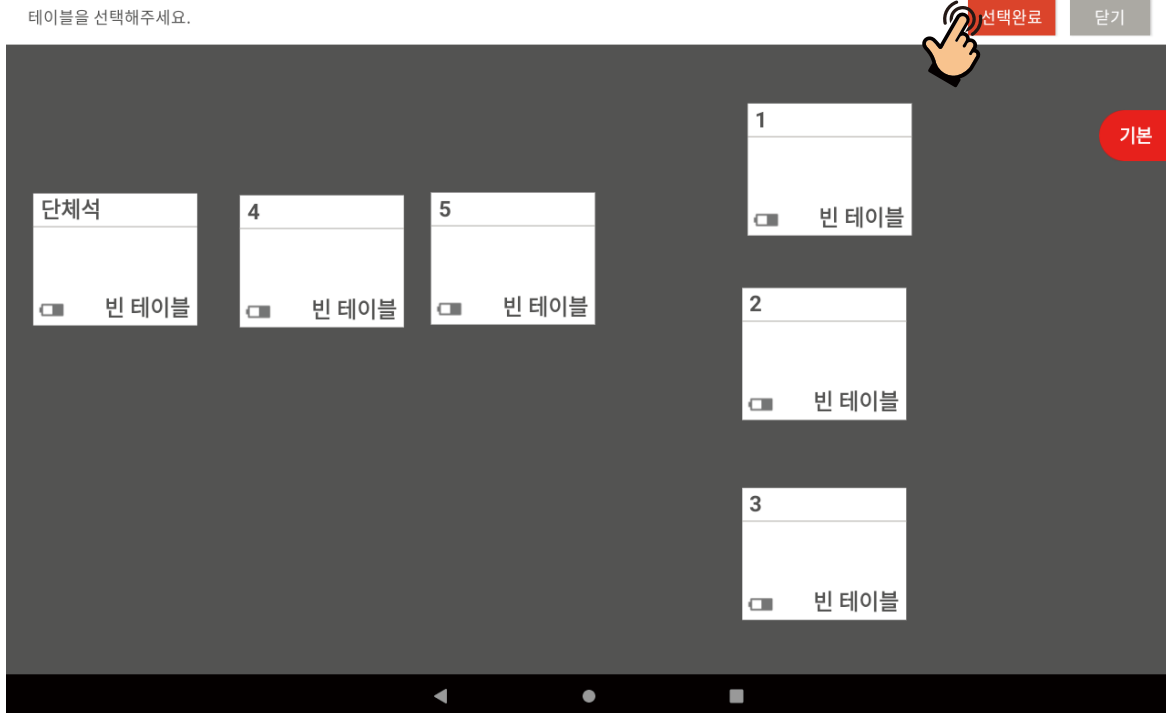 테이블을 선택해주세요.
선택완료
닫기
기본
단체석
빈 테이블
4
빈 테이블
5
빈 테이블
1
빈 테이블
2
빈 테이블
3
빈 테이블